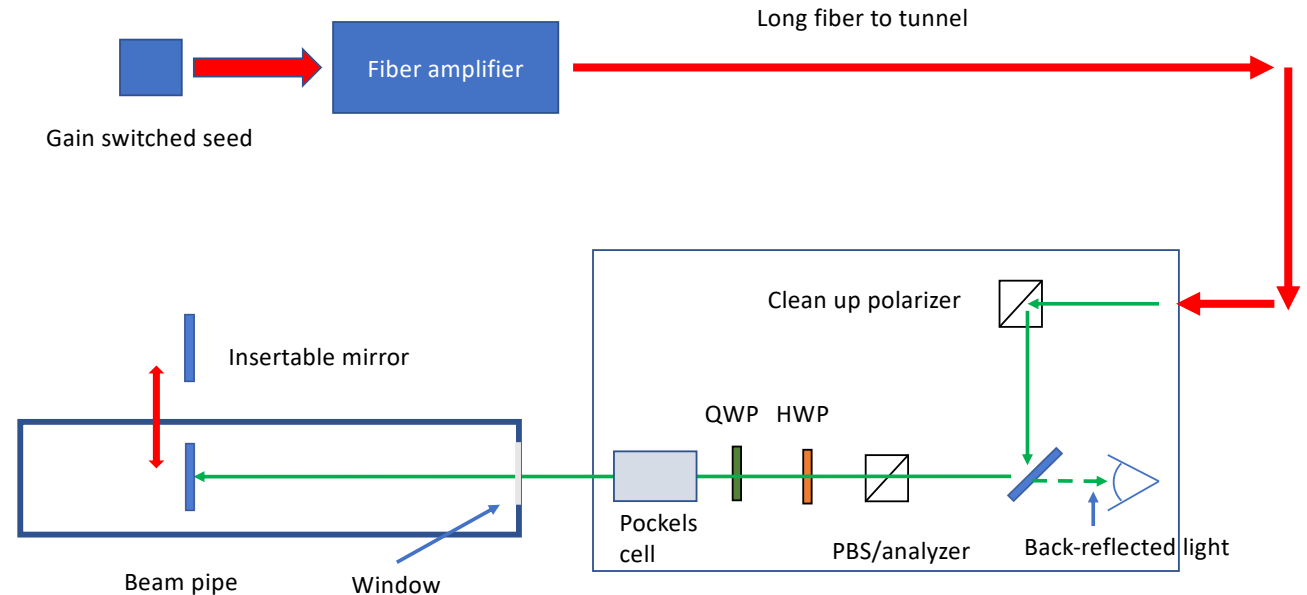 Long fiber to tunnel
Fiber amplifier
Gain switched seed
Clean up polarizer
Insertable mirror
QWP
HWP
Pockels
cell
PBS/analyzer
Back-reflected light
Beam pipe
Window